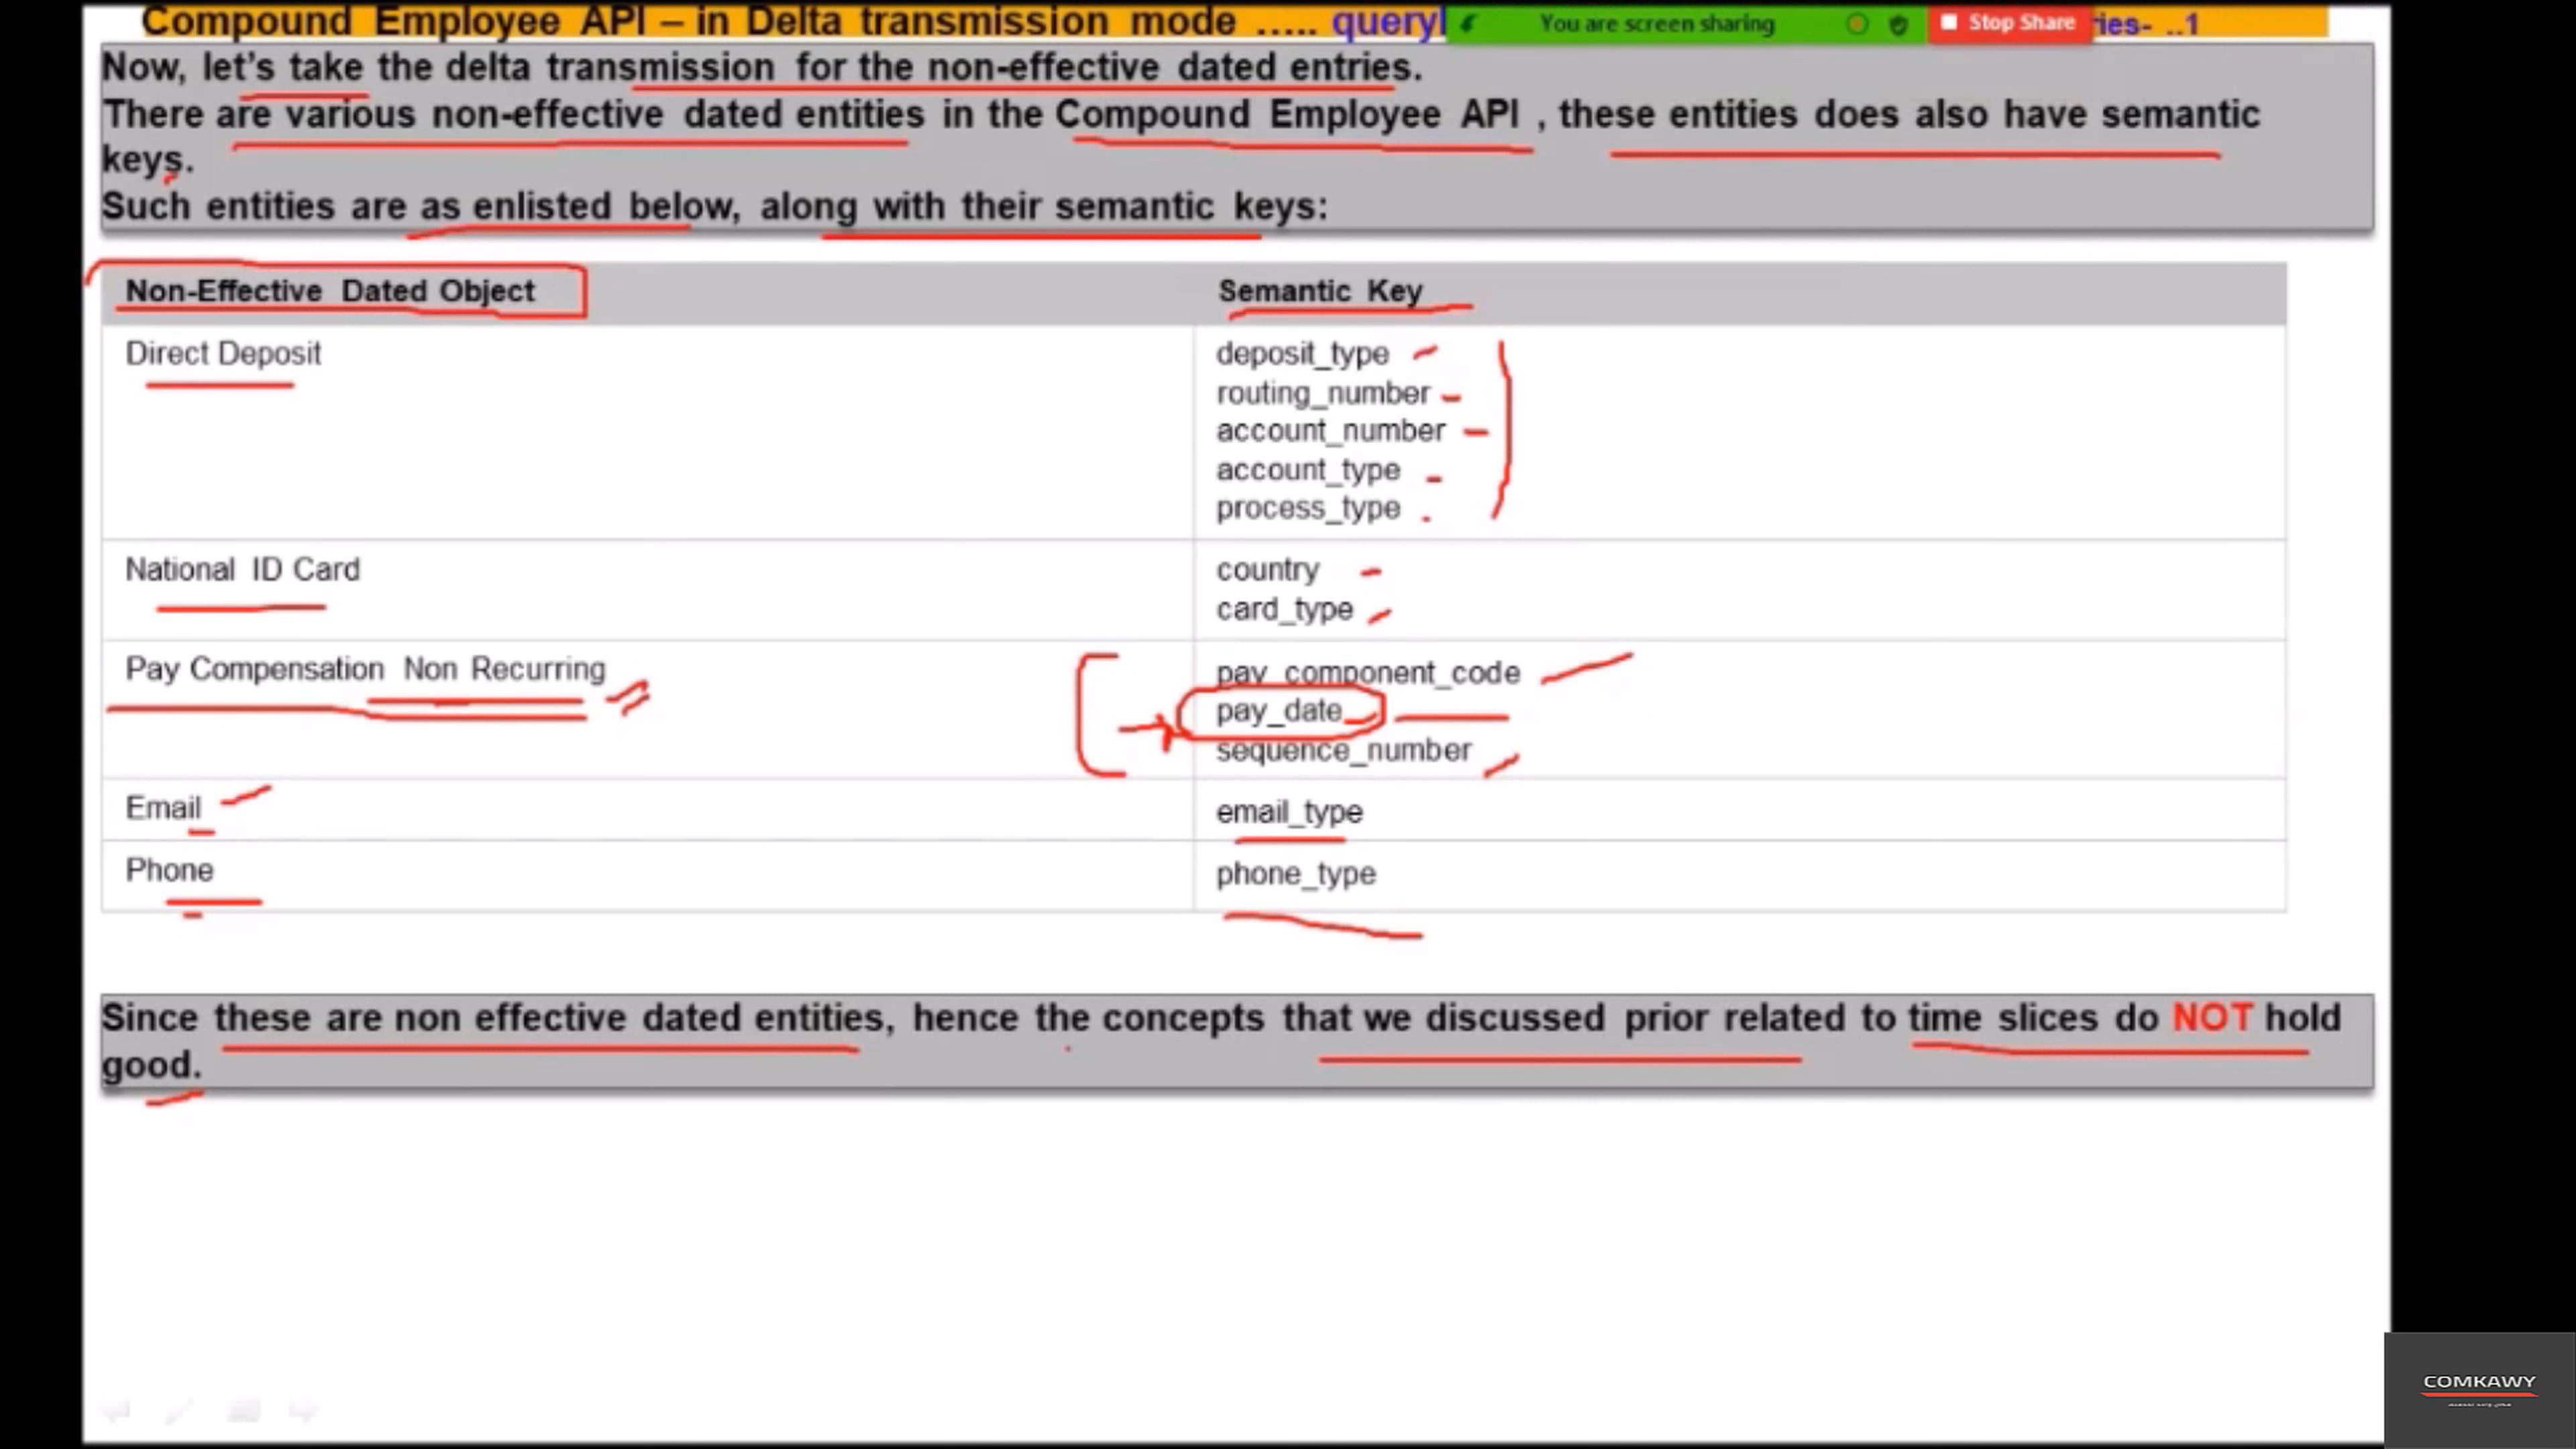 Compound Employee API – in Delta transmission mode ….. queryl
You are screen sharing
Stop Share
ies- ..1
Now, let's take the delta transmission for the non-effective dated entries.
There are various non-effective dated entities in the Compound Employee API , these entities does also have semantic
keys.
Such entities are as enlisted below, along with their semantic keys:
Non-Effective Dated Object
Semantic Key
Direct Deposit
deposit_type
routing_number
account_number
account_type
process_type
National ID Card
country
card_type
Pay Compensation Non Recurring
pay_component_code
pay_date
sequence_number
Email
email_type
Phone
phone_type
Since these are non effective dated entities, hence the concepts that we discussed prior related to time slices do NOT hold
good.
COMKAWY